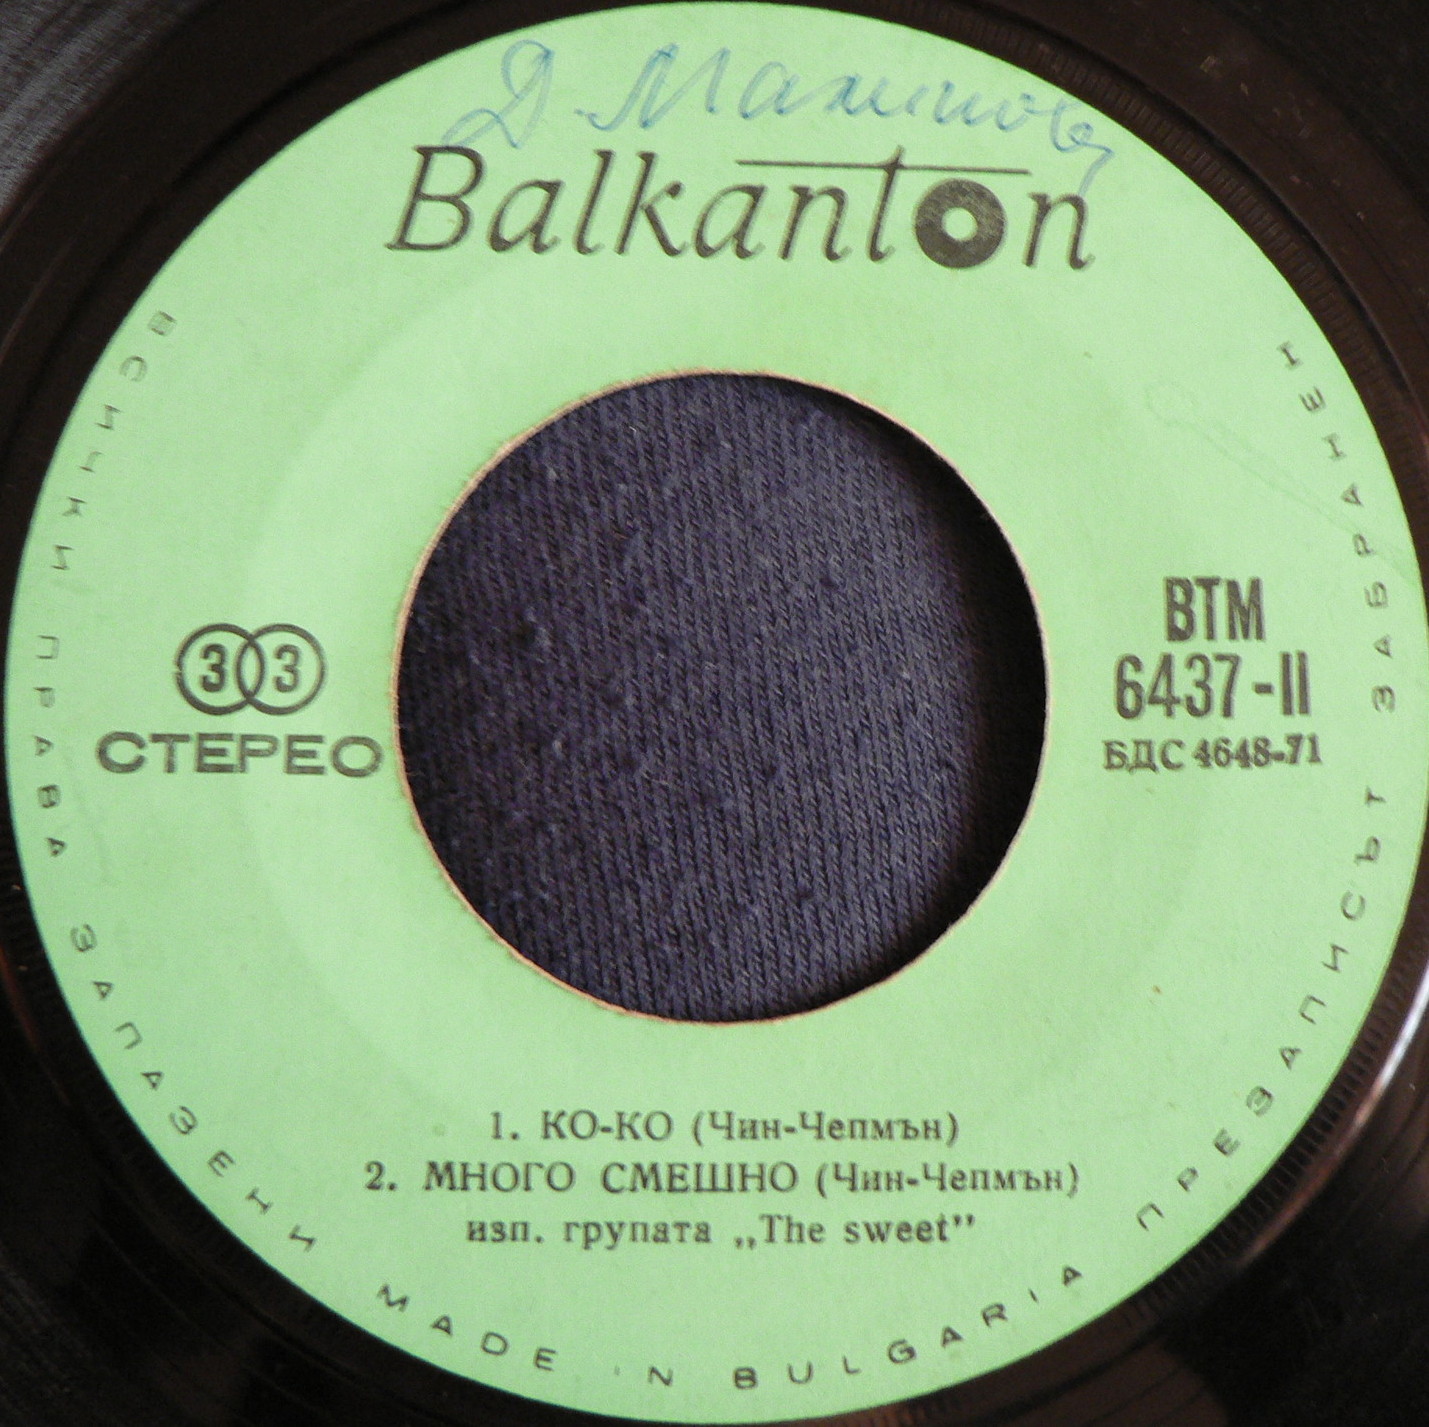 Balkanton
33
СТЕРЕО
ВТМ
6437-II
БДС 4648-71
1. КО-КО (Чин-Чепмън)
2. МНОГО СМЕШНО (Чин-Чепмън)
изп. групата „The sweet”
ВСИЧКИ ПРАВА ЗАПАЗЕНИ MADE IN BULGARIA ПРЕЗАПИСЪТ ЗАБРАНЕН